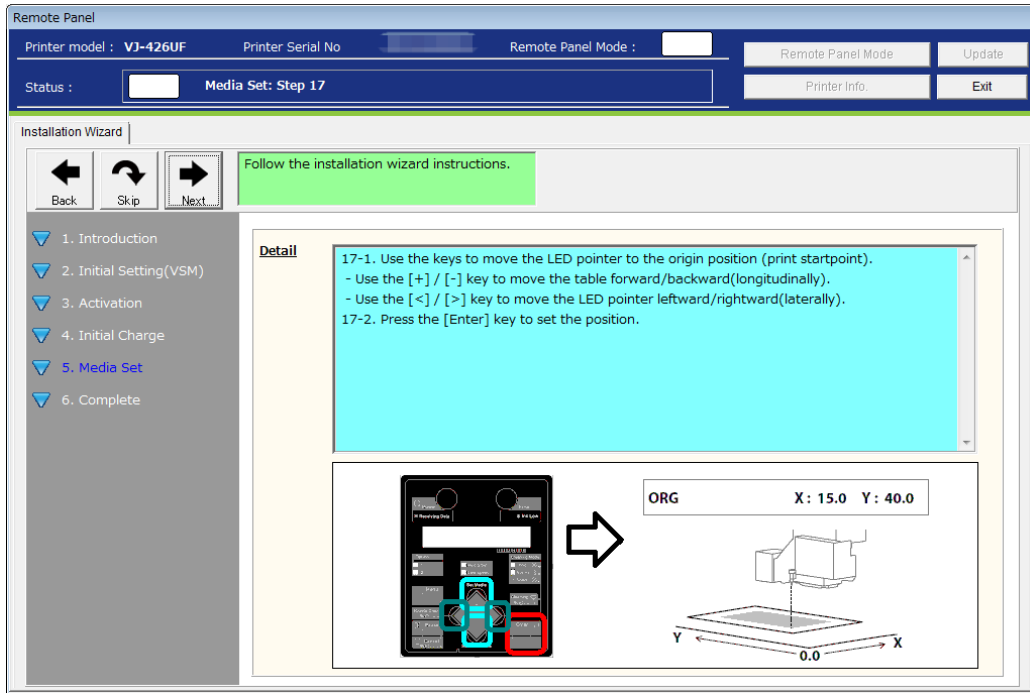 Remote Panel
Printer model : VJ-426UF Printer Serial No Remote Panel Mode :
Remote Panel Mode Update
Status : Media Set: Step 17
Printer Info. Exit
Installation Wizard
Follow the installation wizard instructions.
Back Skip Next
1. Introduction
2. Initial Setting(VSM)
3. Activation
4. Initial Charge
5. Media Set
6. Complete
Detail
17-1. Use the keys to move the LED pointer to the origin position (print startpoint).
- Use the [+] / [-] key to move the table forward/backward(longitudinally).
- Use the [<] / [>] key to move the LED pointer leftward/rightward(laterally).
17-2. Press the [Enter] key to set the position.
ORG X : 15.0 Y : 40.0
Y X
0.0